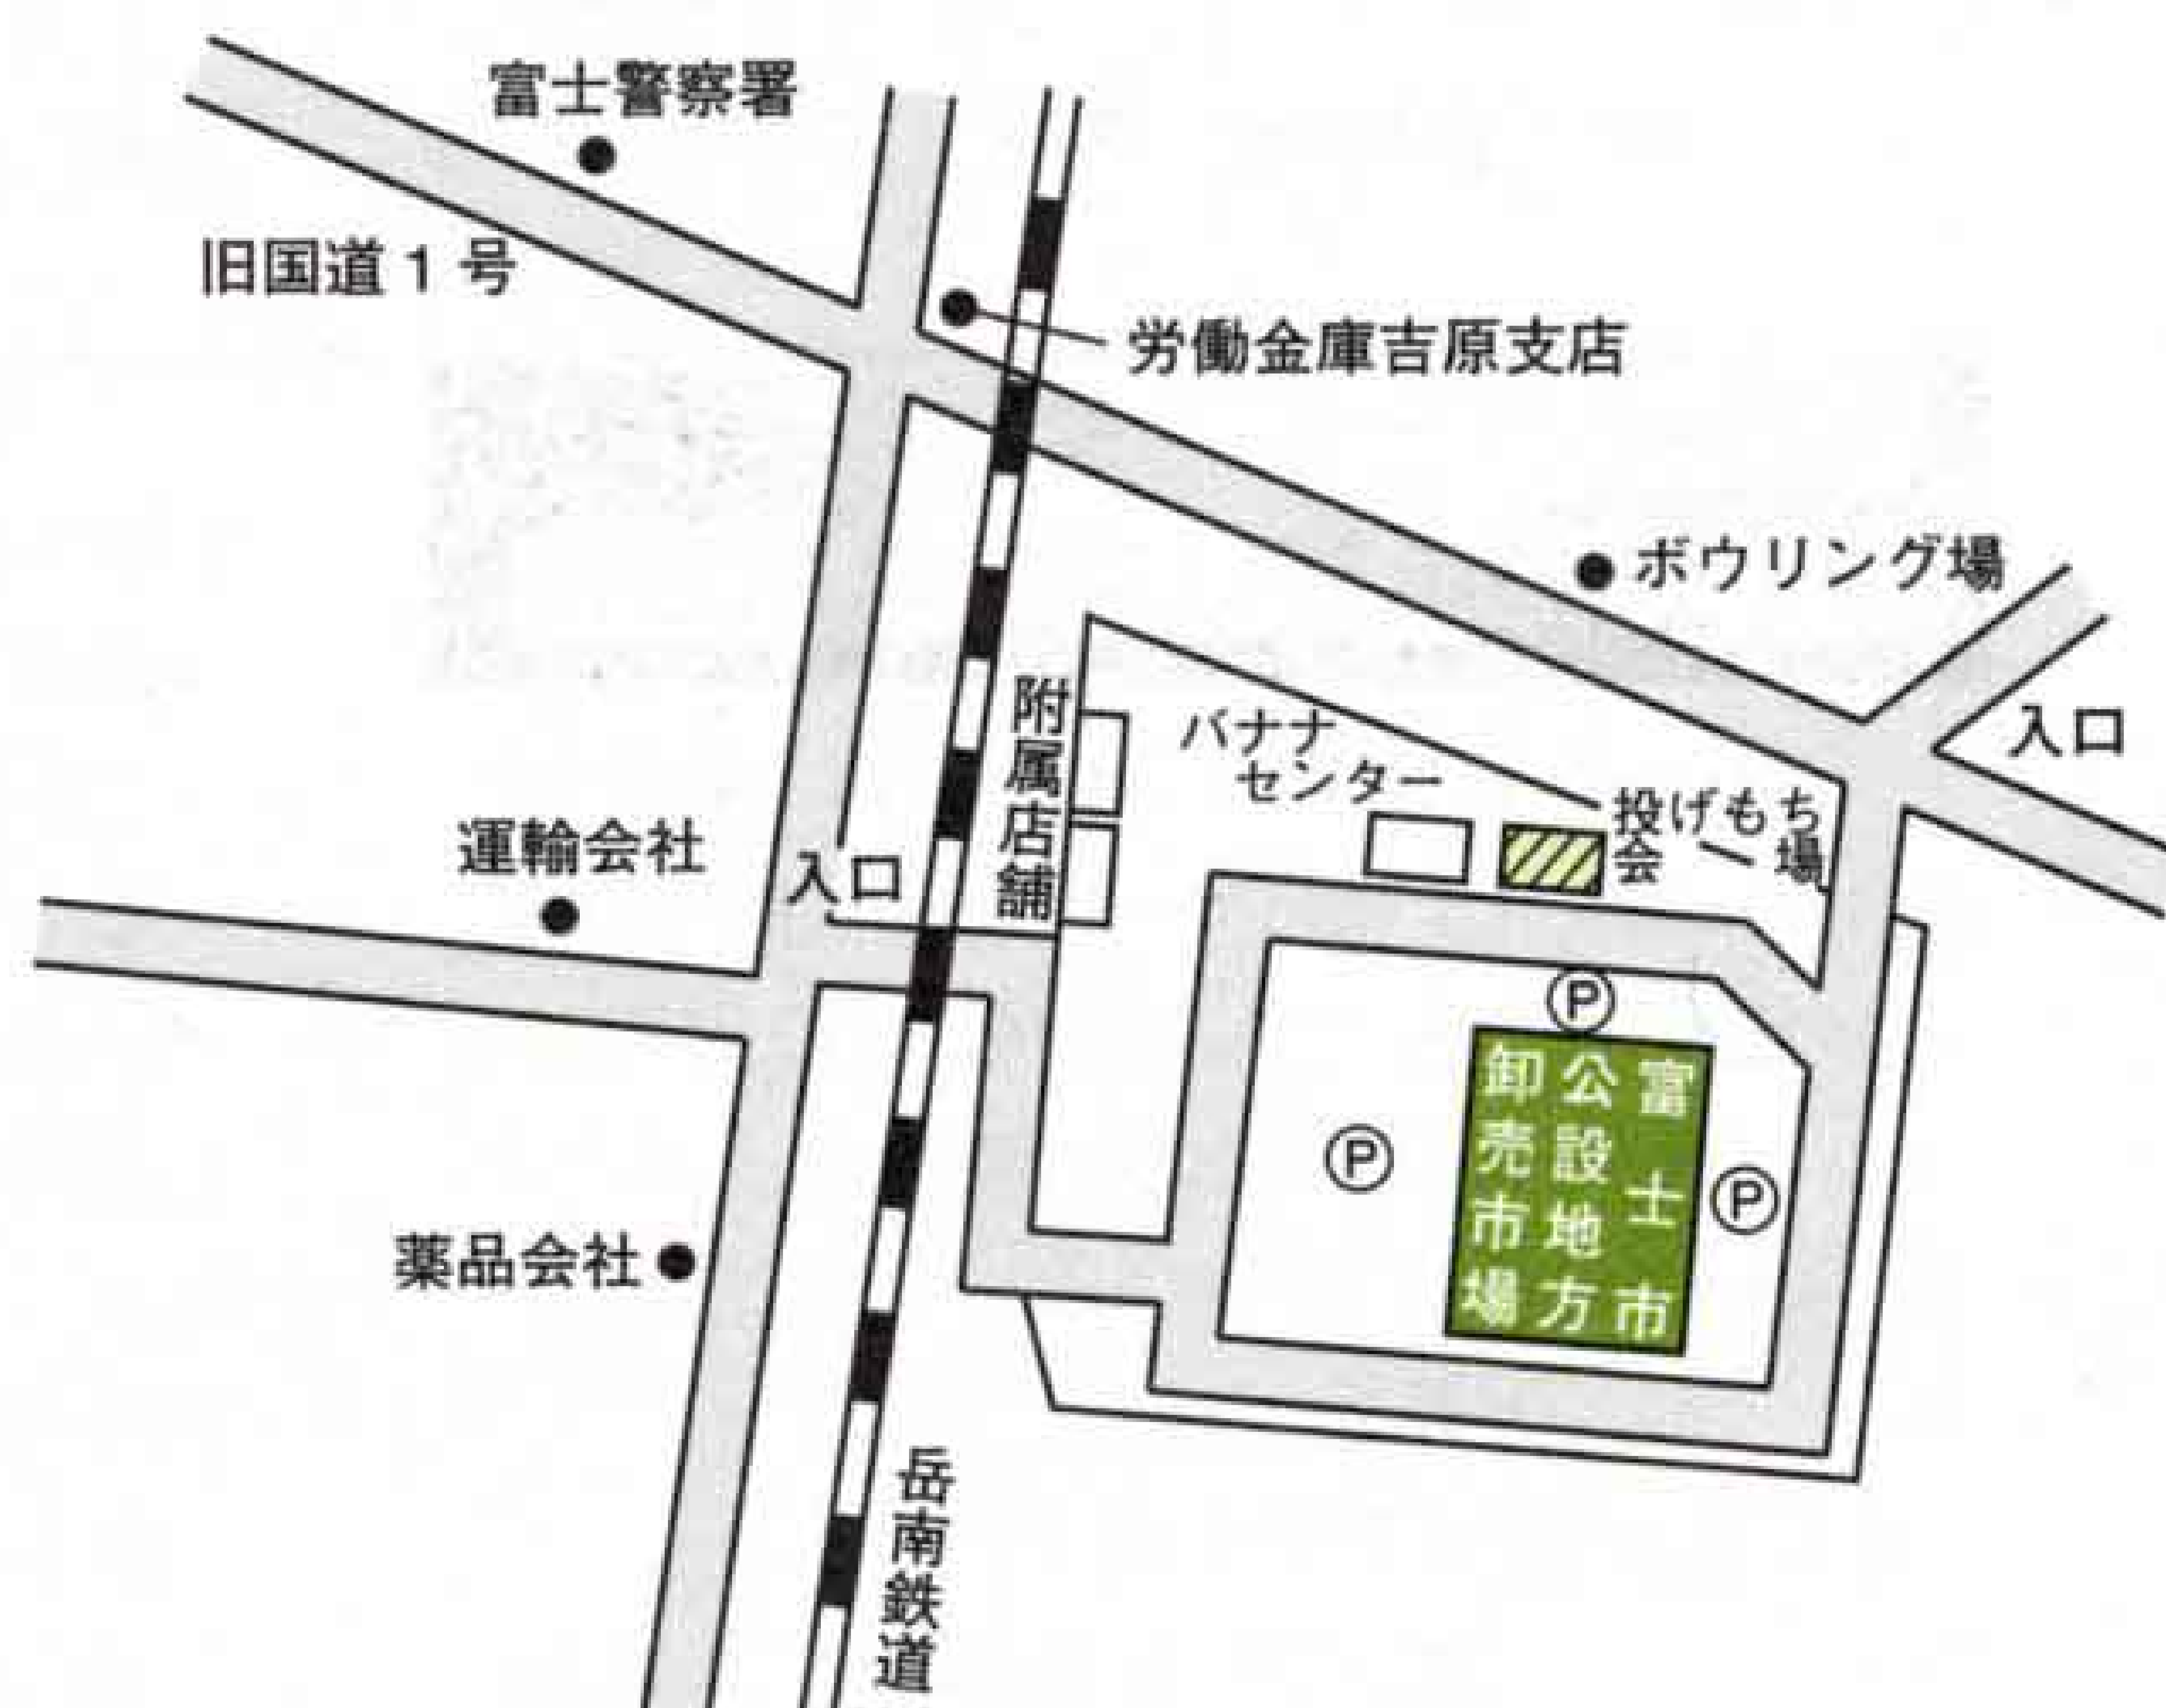 富士警察署
旧国道1号
労働金庫吉原支店
ボウリング場
入口
附属店舗
バナナ
センター
投げもち
会場
運輸会社
入口
P
富士市
公設地方
卸売市場
P
P
薬品会社
岳南鉄道